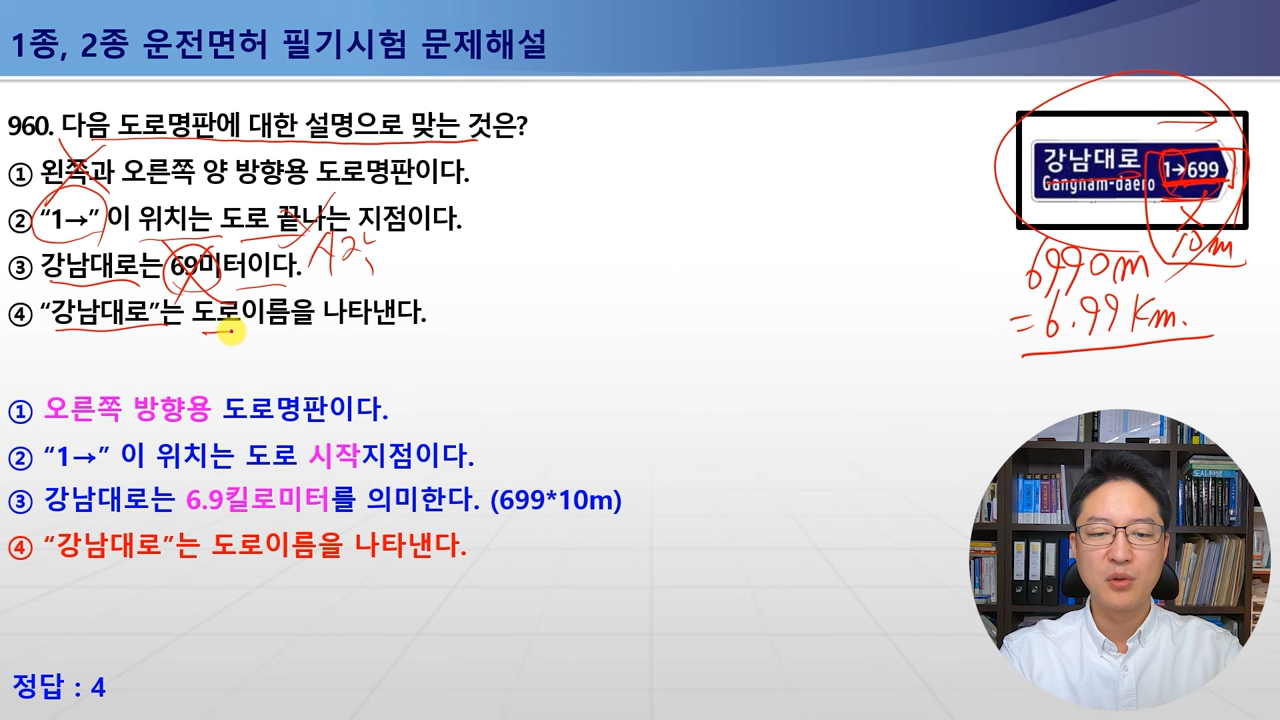 1종, 2종 운전면허 필기시험 문제해설
960. 다음 도로명판에 대한 설명으로 맞는 것은?
① 왼쪽과 오른쪽 양 방향용 도로명판이다.
② “1→” 이 위치는 도로 끝나는 지점이다.
③ 강남대로는 69미터이다.
④ “강남대로”는 도로이름을 나타낸다.
강남대로 1→699
Gangnam-daero
X
10m
6990m
= 6.99 Km.
시작
① 오른쪽 방향용 도로명판이다.
② “1→” 이 위치는 도로 시작지점이다.
③ 강남대로는 6.9킬로미터를 의미한다. (699*10m)
④ “강남대로”는 도로이름을 나타낸다.
정답 : 4